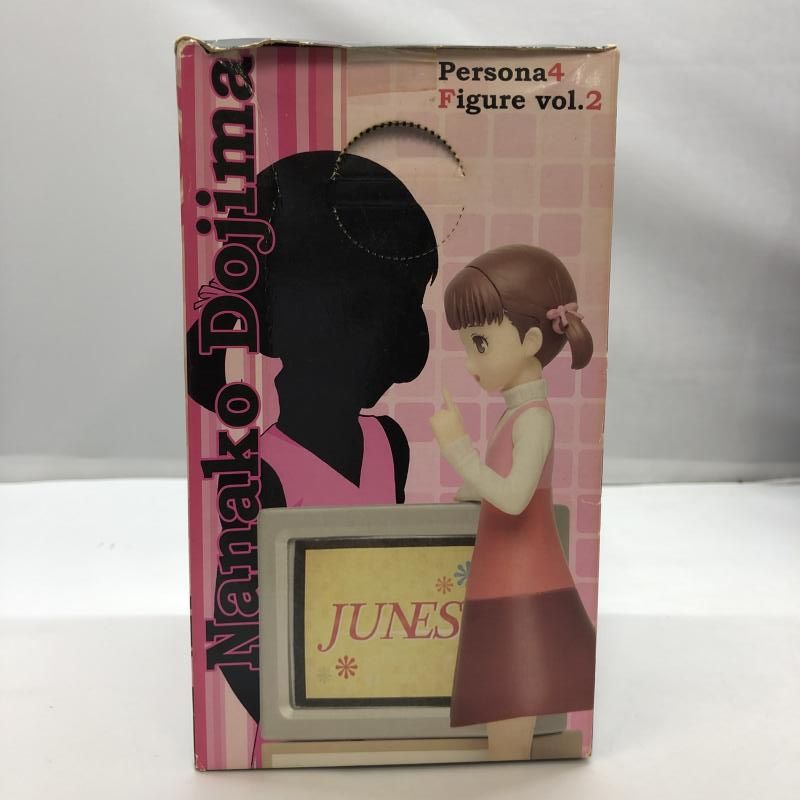 Persona4
Figure vol.2
Nanako Dojima
JUNES